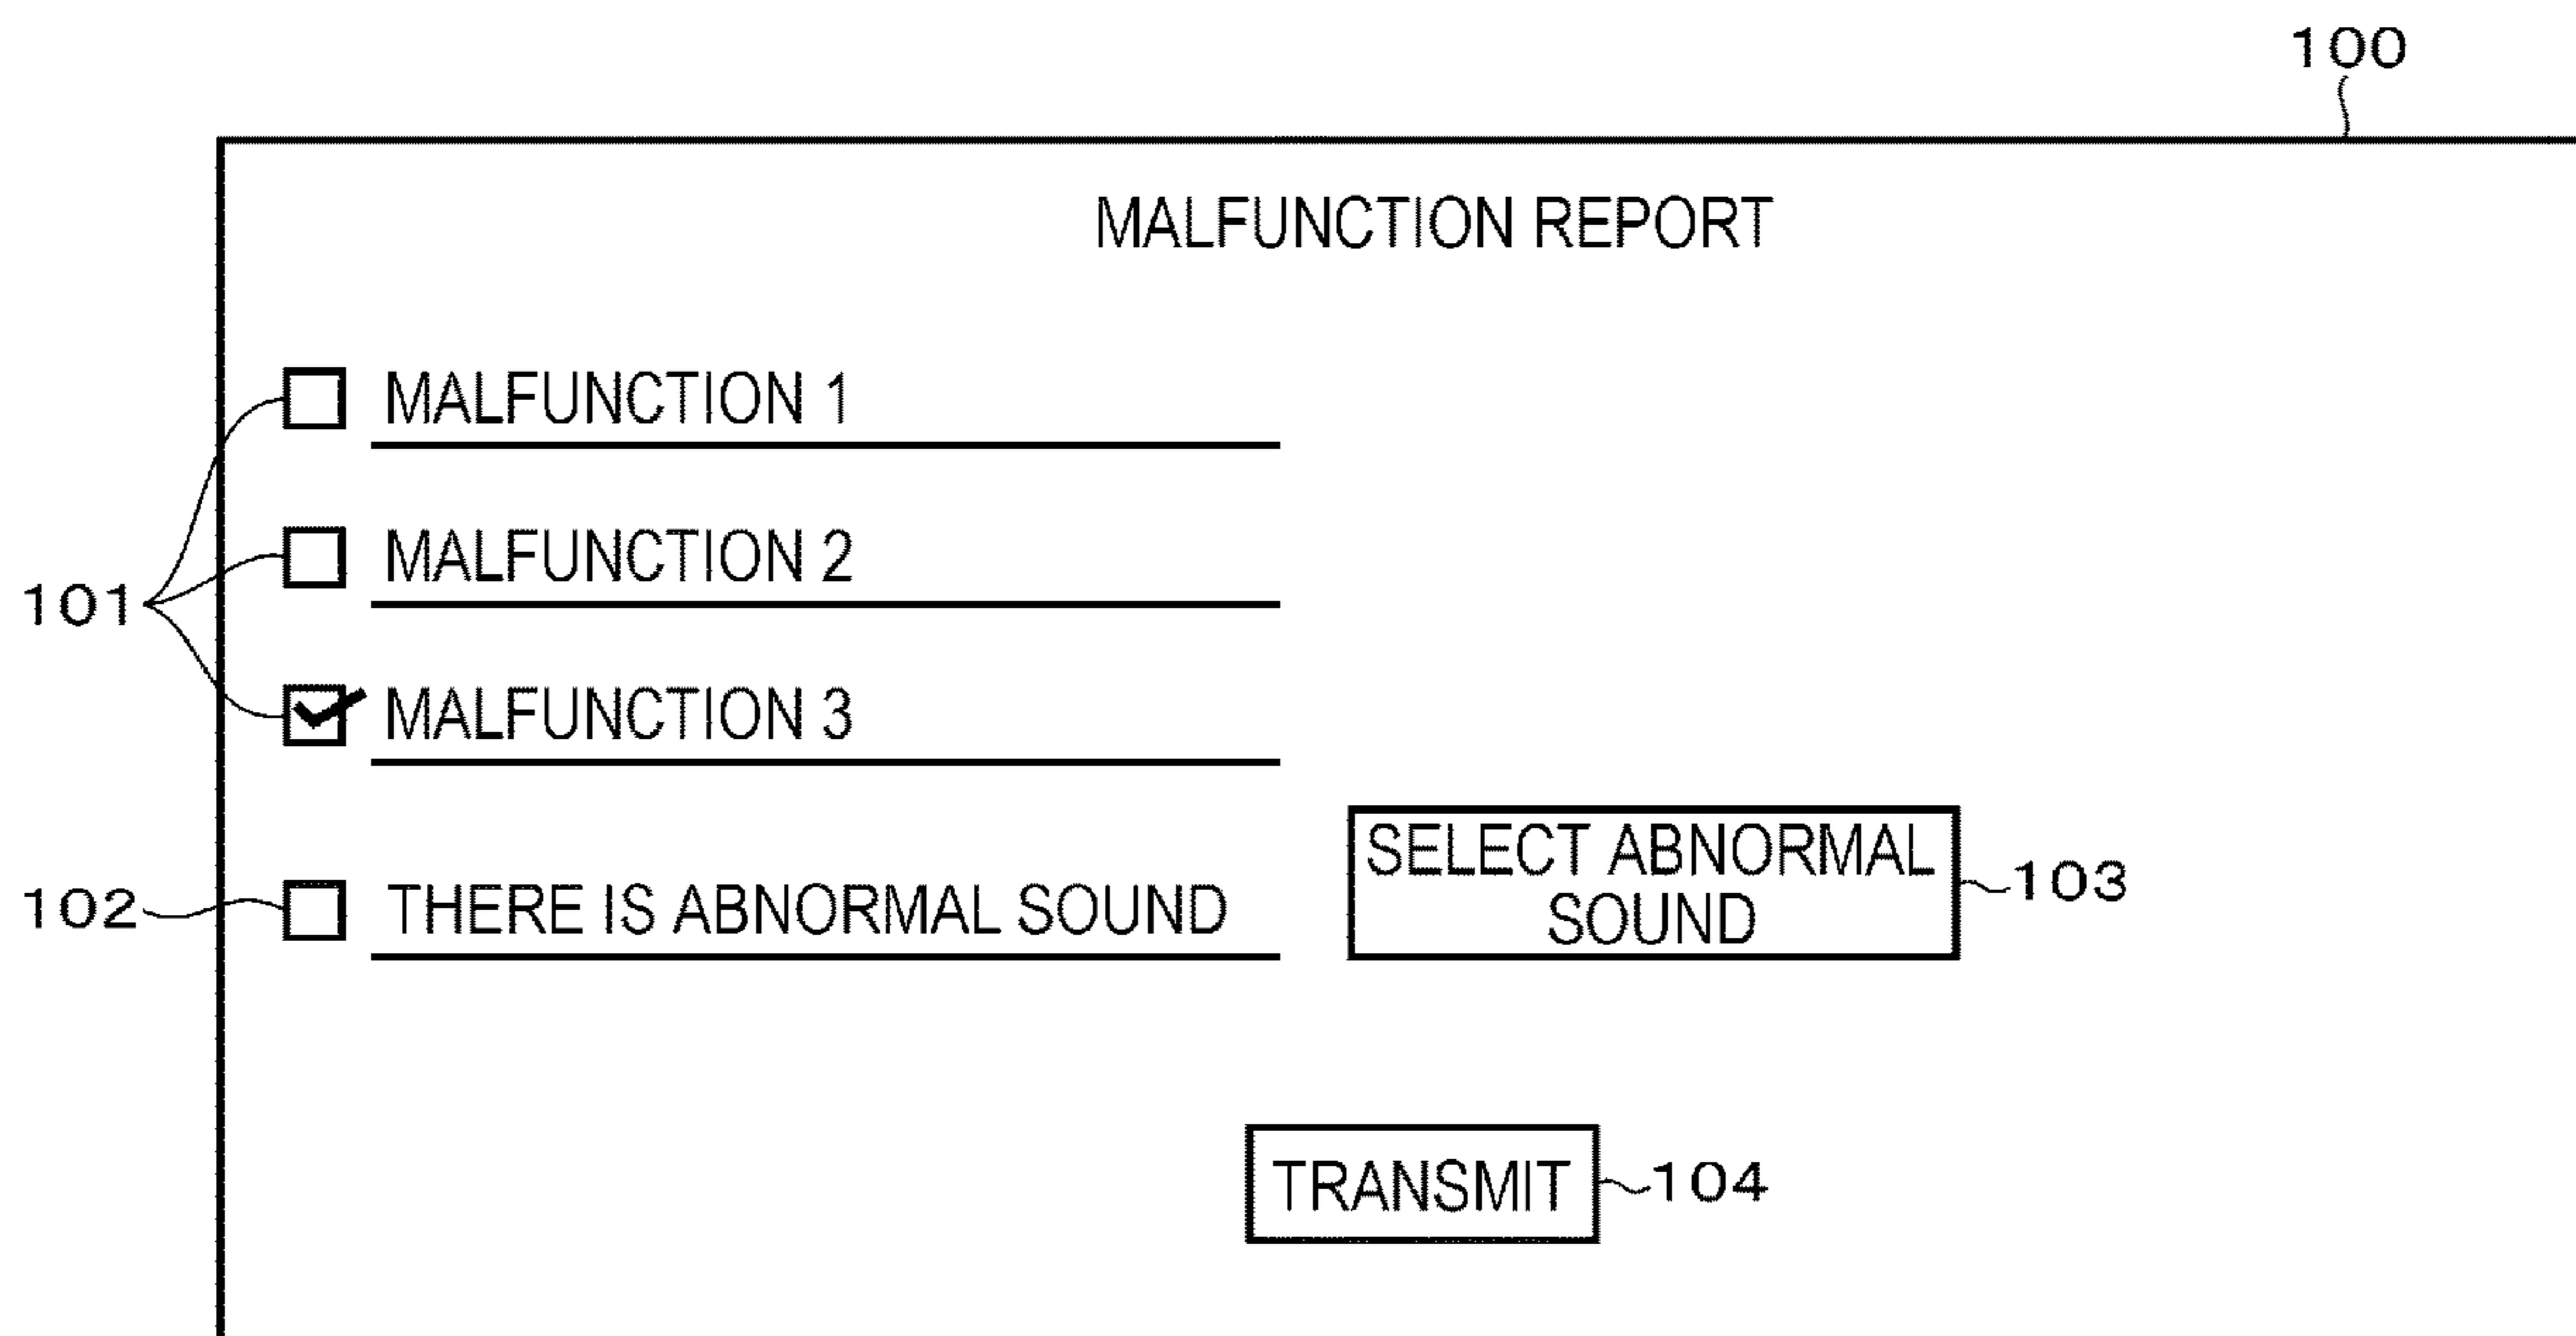 100
MALFUNCTION REPORT
MALFUNCTION 1
MALFUNCTION 2
101
MALFUNCTION 3
SELECT ABNORMAL
SOUND
103
102
THERE IS ABNORMAL SOUND
TRANSMIT
104